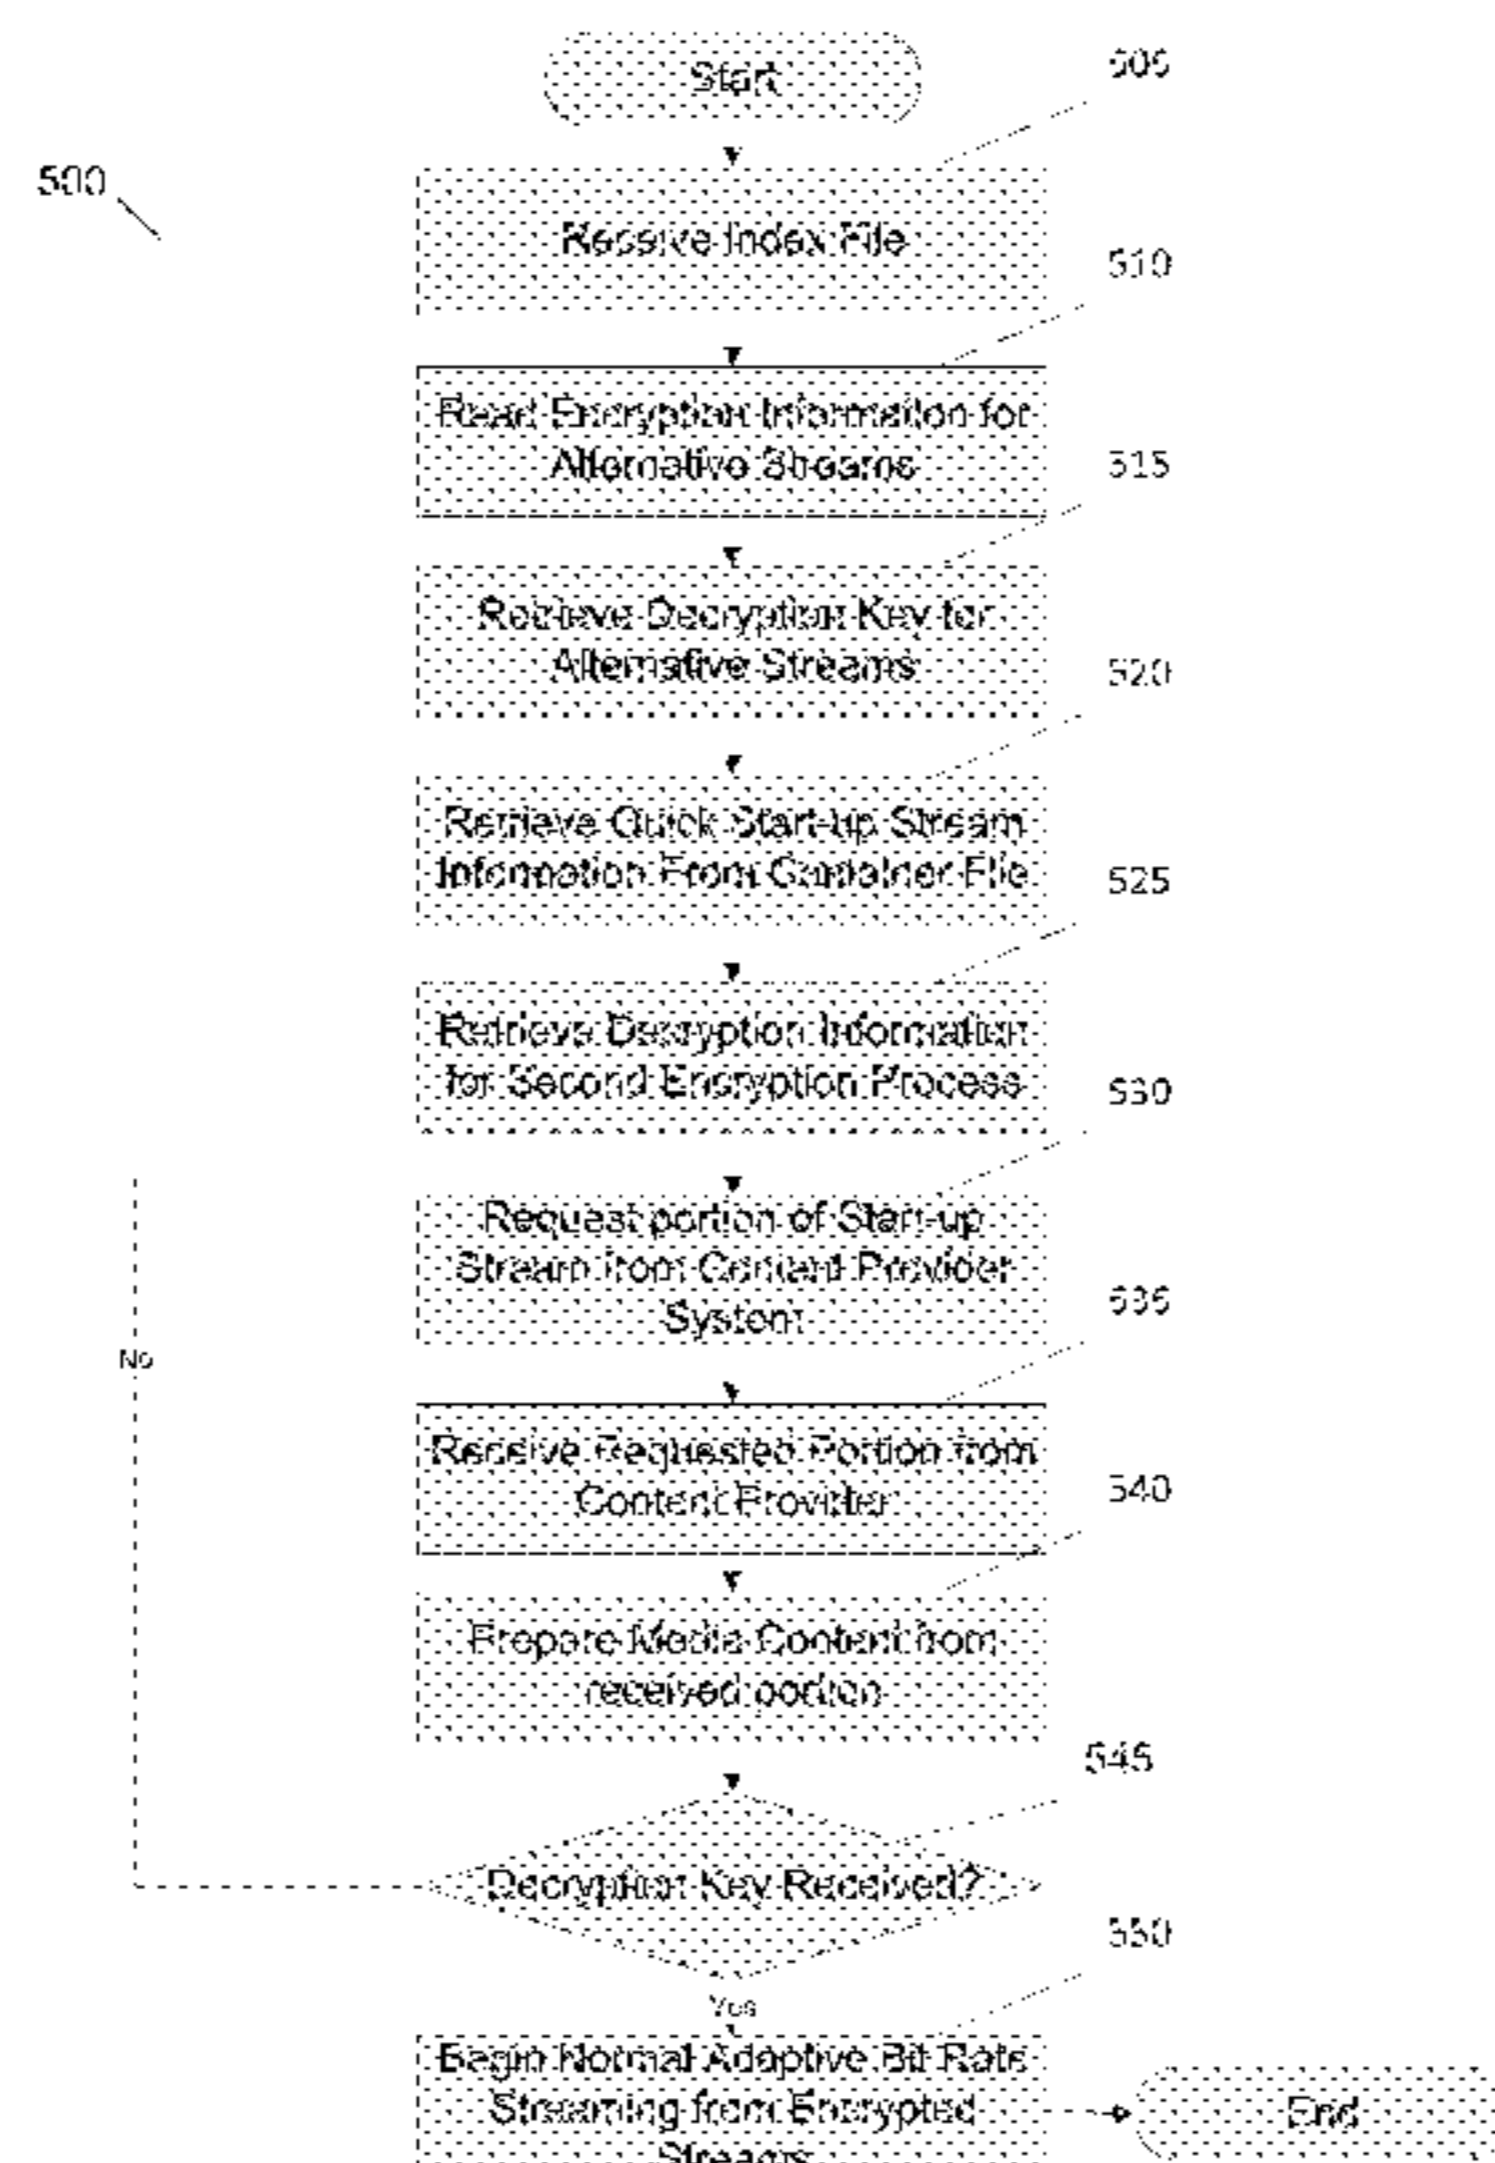 Start
505
500
Receive Index File
510
Read Encryption Information for
Alternative Streams
515
Retrieve Decryption Key for
Alternative Streams
520
Retrieve Quick Start-up Stream
Information From Container File
525
Retrieve Decryption Information
for Second Encryption Process
530
Request portion of Start-up
Stream from Content Provider
System
535
No
Receive Requested Portion from
Content Provider
540
Prepare Media Content from
received portion
545
Decryption Key Received?
550
Yes
Begin Normal Adaptive Bit Rate
Streaming from Encrypted
Streams
End